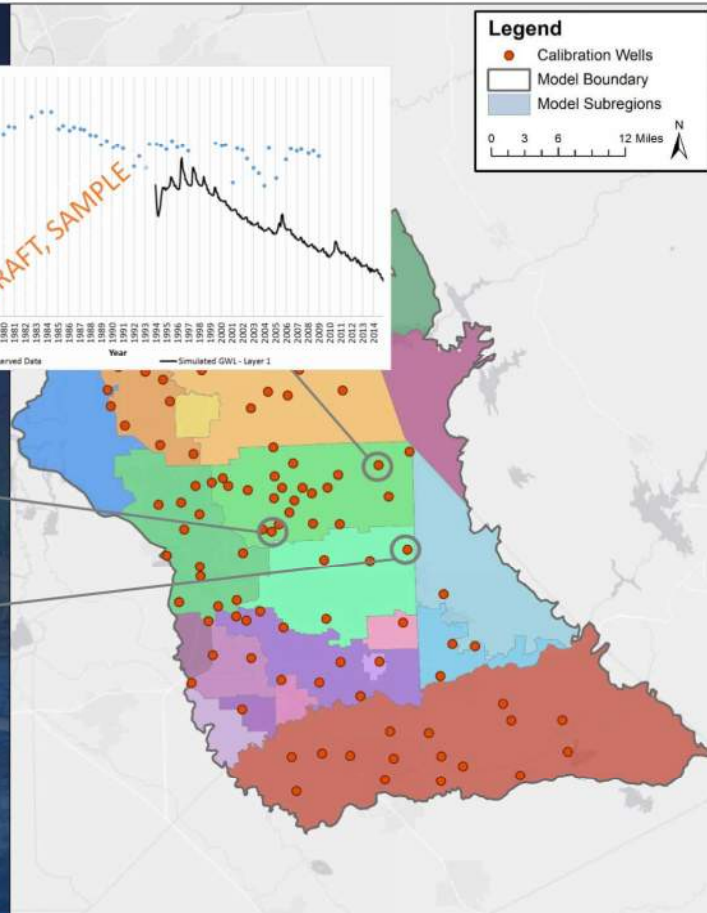 Legend
Calibration Wells
Model Boundary
Model Subregions
0 3 6 12 Miles
N
RAFT, SAMPLE
1980 1981 1982 1983 1984 1985 1986 1987 1988 1989 1990 1991 1992 1993 1994 1995 1996 1997 1998 1999 2000 2001 2002 2003 2004 2005 2006 2007 2008 2009 2010 2011 2012 2013 2014
Year
erved Data
Simulated GWL - Layer 1